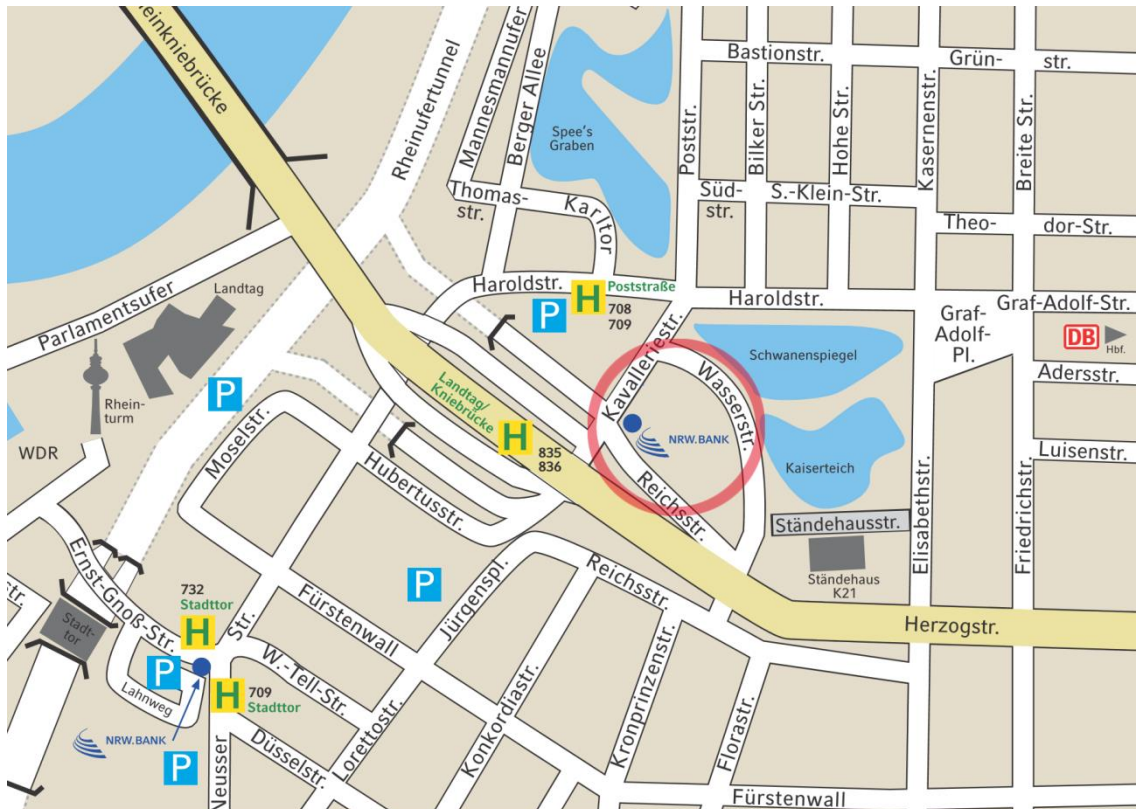 einkniebrücke
Rheinufertunnel
Mannesmannufer
Berger Allee
Spee's
Graben
Poststr.
Bastionstr.
Bilker Str.
Hohe Str.
Kasernenstr.
Grün-
str.
Breite Str.
Thomas-
str.
Karltor
Süd-
str.
S.-Klein-Str.
Theo-
dor-Str.
Haroldstr.
H
Poststraße
708
709
P
Haroldstr.
Graf-Adolf-Str.
Graf-
Adolf-
Pl.
DB
Hbf.
Adersstr.
Luisenstr.
Parlamentsufer
Landtag
Rhein-
turm
WDR
P
Moselstr.
Hubertusstr.
Landtag/
Kniebrücke
H
835
836
Kavalleriestr.
Wasserstr.
NRW.BANK
Reichsstr.
Schwanenspiegel
Kaiserteich
Ständehausstr.
Ständehaus
K21
Elisabethstr.
Friedrichstr.
Herzogstr.
Ernst-Gnoß-Str.
Stadt-
tor
str.
732
Stadttor
H
Str.
P
Lahnweg
NRW.BANK
P
H
709
Stadttor
Neusser
W.-Tell-Str.
Düsselstr.
Lorettostr.
Fürstenwall
P
Jürgenspl.
Reichsstr.
Konkordiastr.
Kronprinzenstr.
Florastr.
Fürstenwall